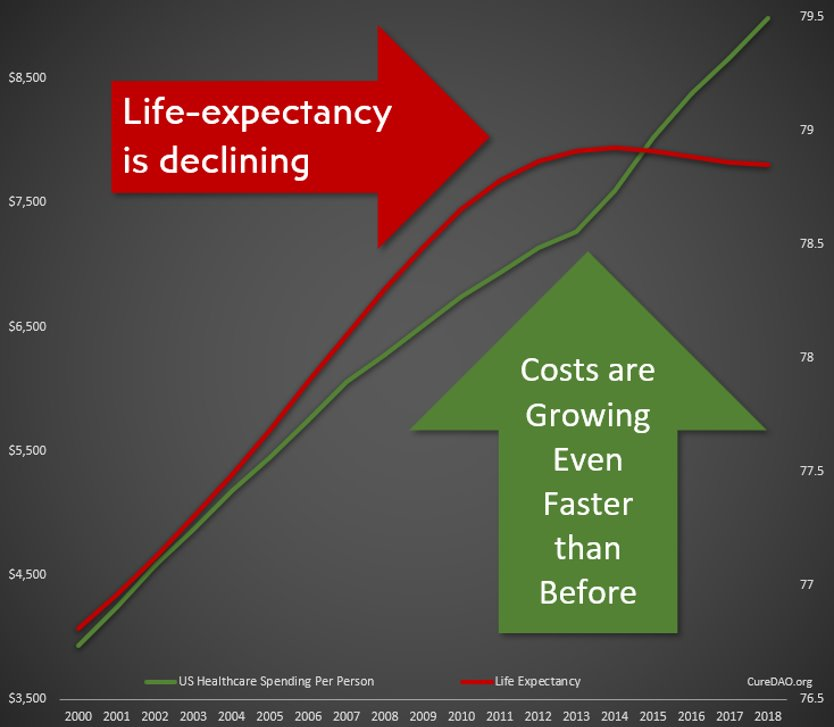 79.5
$8,500
Life-expectancy
is declining
79
$7,500
78.5
$6,500
78
Costs are
Growing
Even
Faster
than
Before
$5,500
77.5
$4,500
77
US Healthcare Spending Per Person
Life Expectancy
CureDAO.org
$3,500
76.5
2000 2001 2002 2003 2004 2005 2006 2007 2008 2009 2010 2011 2012 2013 2014 2015 2016 2017 2018